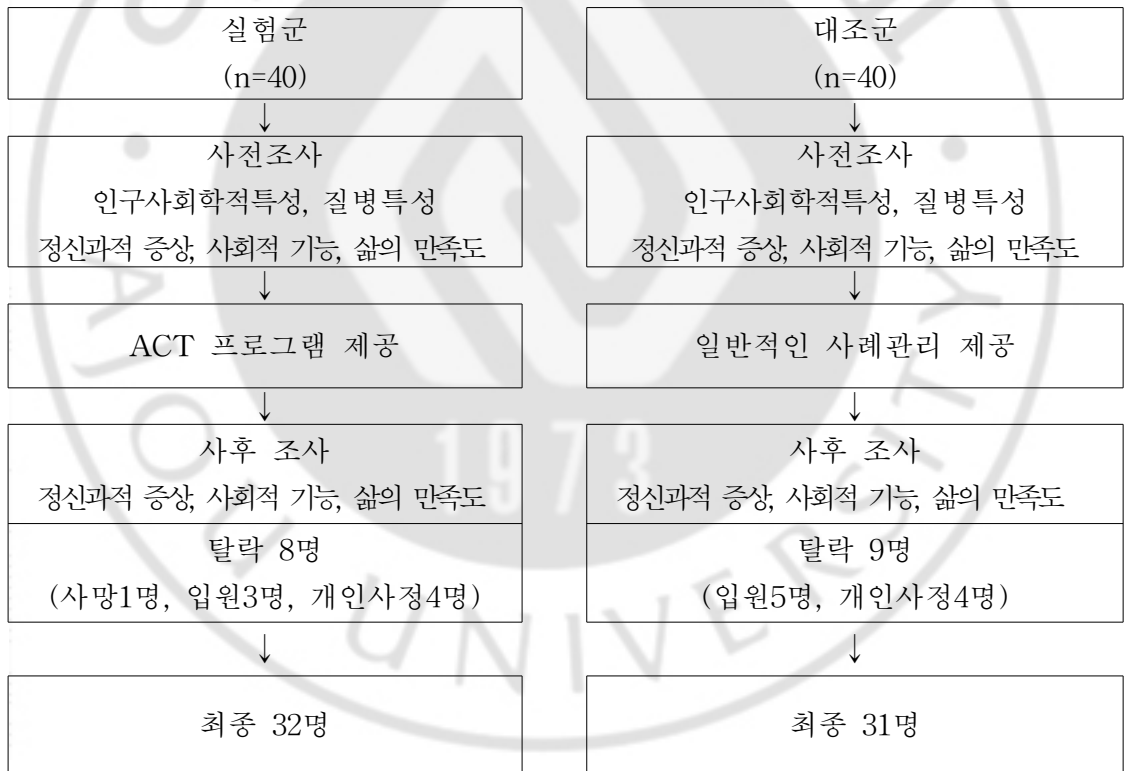 실험군
(n=40)
↓
사전조사
인구사회학적특성, 질병특성
정신과적 증상, 사회적 기능, 삶의 만족도
↓
ACT 프로그램 제공
↓
사후 조사
정신과적 증상, 사회적 기능, 삶의 만족도
탈락 8명
(사망1명, 입원3명, 개인사정4명)
↓
최종 32명
대조군
(n=40)
↓
사전조사
인구사회학적특성, 질병특성
정신과적 증상, 사회적 기능, 삶의 만족도
↓
일반적인 사례관리 제공
↓
사후 조사
정신과적 증상, 사회적 기능, 삶의 만족도
탈락 9명
(입원5명, 개인사정4명)
↓
최종 31명
AJOU UNIVERSITY
1973